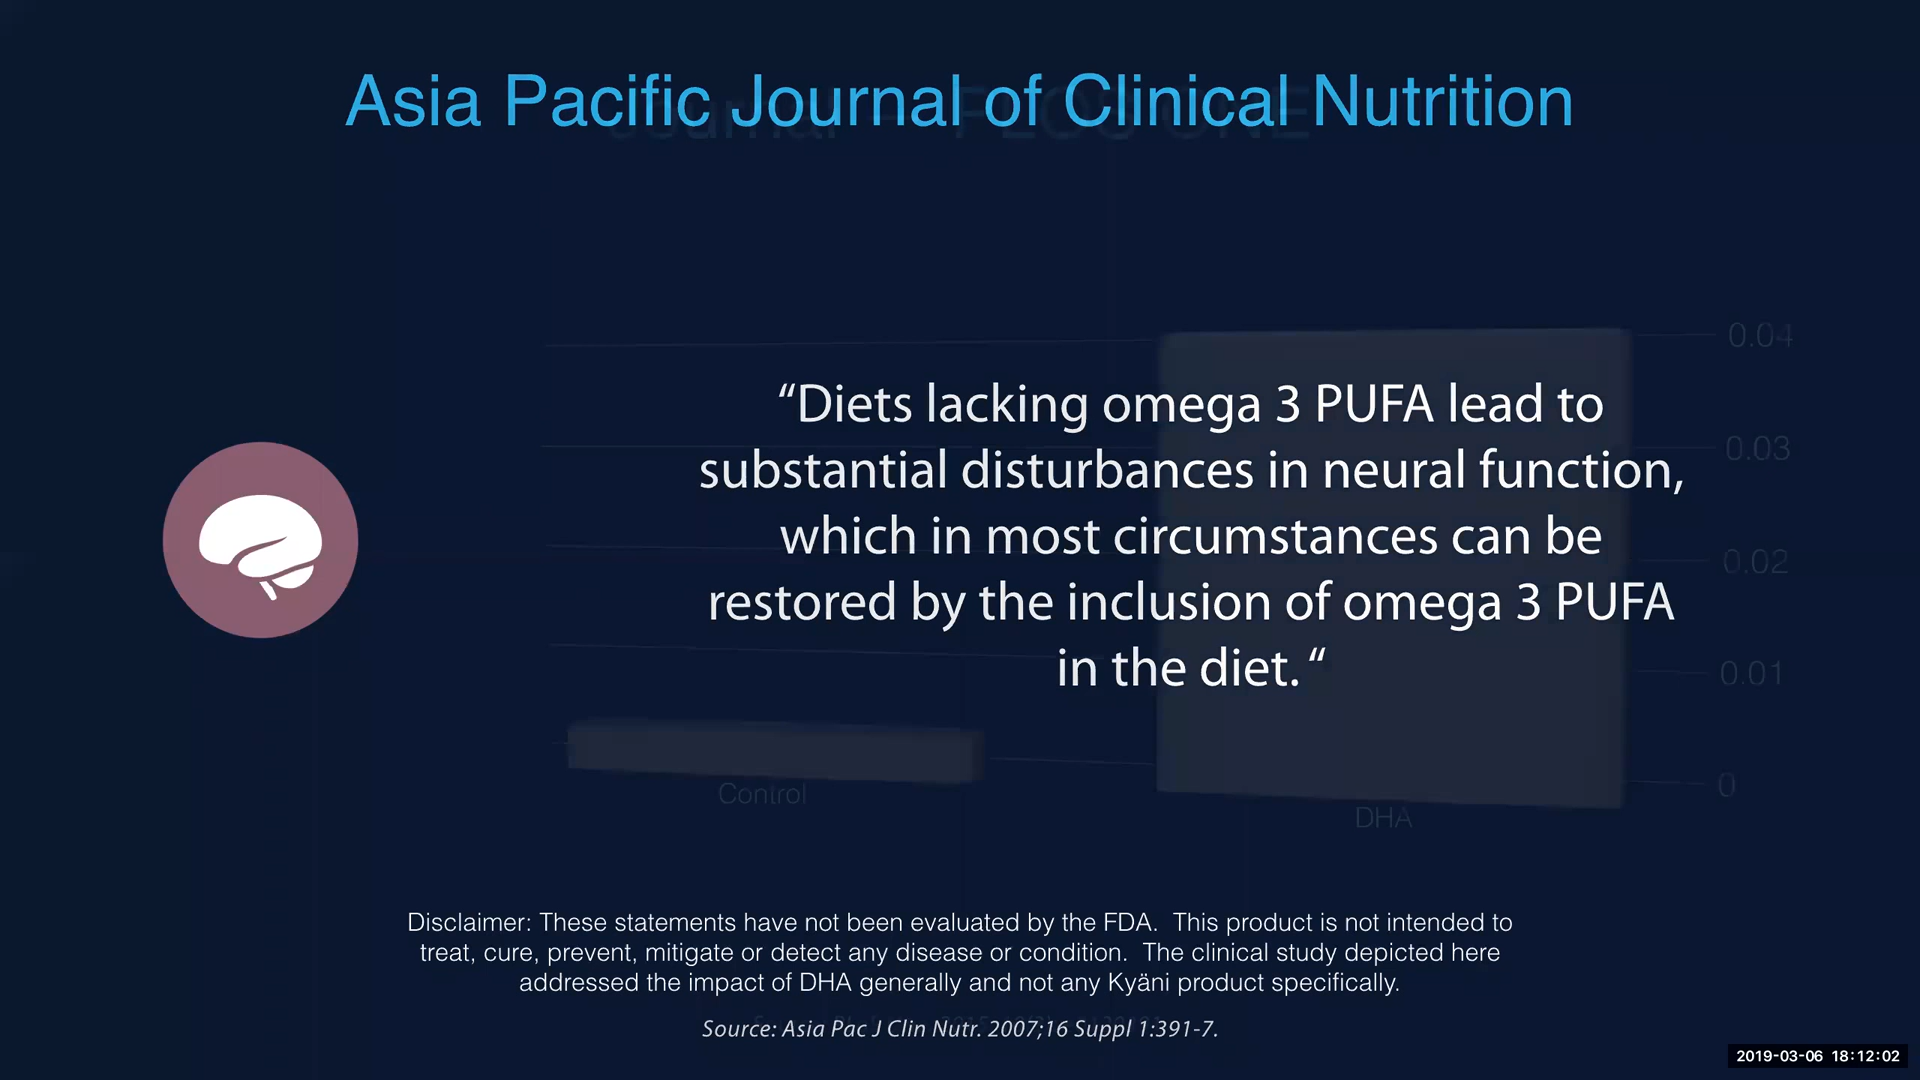 Asia Pacific Journal of Clinical Nutrition
Journal – PLOS ONE
0.04
“Diets lacking omega 3 PUFA lead to
0.03
substantial disturbances in neural function,
which in most circumstances can be
0.02
restored by the inclusion of omega 3 PUFA
in the diet. “
0.01
Control
0
DHA
Disclaimer: These statements have not been evaluated by the FDA.  This product is not intended to
treat, cure, prevent, mitigate or detect any disease or condition.  The clinical study depicted here
addressed the impact of DHA generally and not any Kyäni product specifically.
Source: Asia Pac J Clin Nutr. 2007;16 Suppl 1:391-7.
2019-03-06 18:12:02